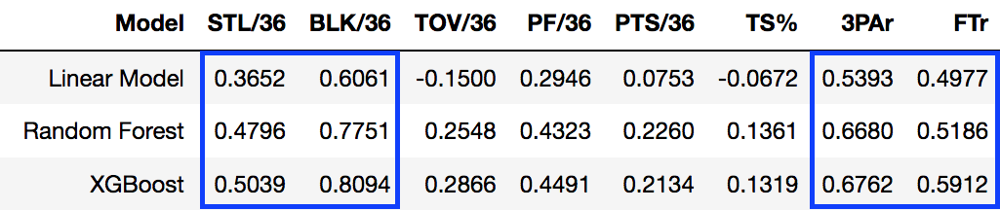 Model STL/36 BLK/36 TOV/36 PF/36 PTS/36 TS% 3PAr FTr
Linear Model 0.3652 0.6061 -0.1500 0.2946 0.0753 -0.0672 0.5393 0.4977
Random Forest 0.4796 0.7751 0.2548 0.4323 0.2260 0.1361 0.6680 0.5186
XGBoost 0.5039 0.8094 0.2866 0.4491 0.2134 0.1319 0.6762 0.5912